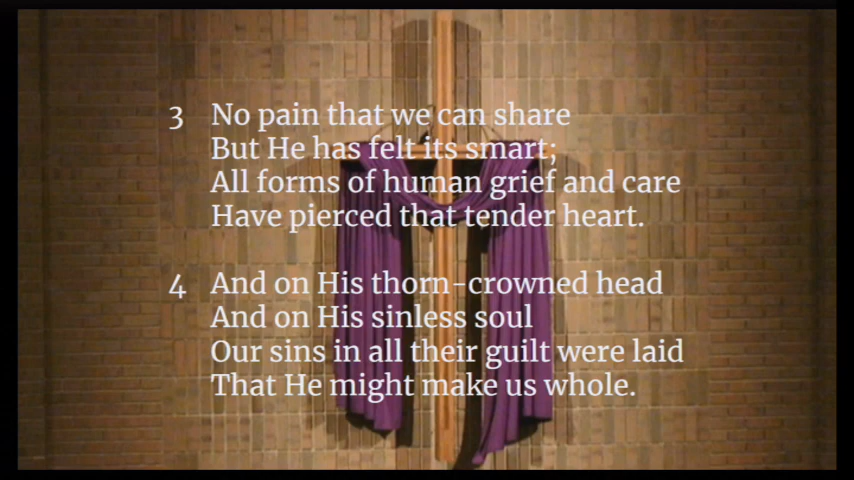 3 No pain that we can share
But He has felt its smart;
All forms of human grief and care
Have pierced that tender heart.
4 And on His thorn-crowned head
And on His sinless soul
Our sins in all their guilt were laid
That He might make us whole.